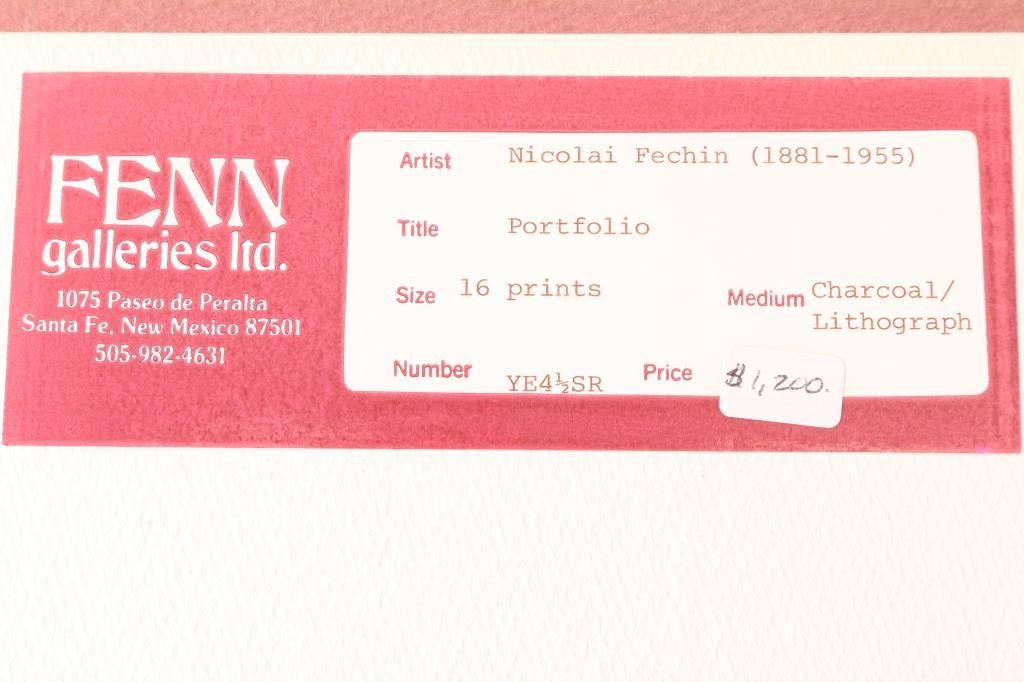 FENN
galleries ltd.
1075 Paseo de Peralta
Santa Fe, New Mexico 87501
505-982-4631
Artist Nicolai Fechin (1881-1955)
Title Portfolio
Size 16 prints Medium Charcoal/
Lithograph
Number YE4½SR Price $1,200.